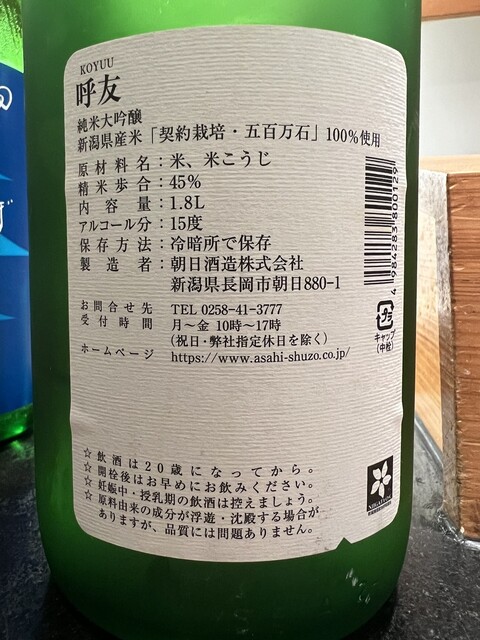 KOYUU
呼友
純米大吟醸
新潟県産米「契約栽培・五百万石」100%使用
原材料名：米、米こうじ
精米歩合：45%
内容量：1.8L
アルコール分：15度
保存方法：冷暗所で保存
製造者：朝日酒造株式会社
新潟県長岡市朝日880-1
お問合せ先 TEL 0258-41-3777
受付時間 月～金 10時～17時
(祝日・弊社指定休日を除く)
ホームページ https://www.asahi-shuzo.co.jp/
☆飲酒は20歳になってから。
☆開栓後はお早めにお飲みください。
☆妊娠中・授乳期の飲酒は控えましょう。
☆原料由来の成分が浮遊・沈殿する場合が
ありますが、品質には問題ありません。
4 984283 800129
プラ
キャップ
(中栓)